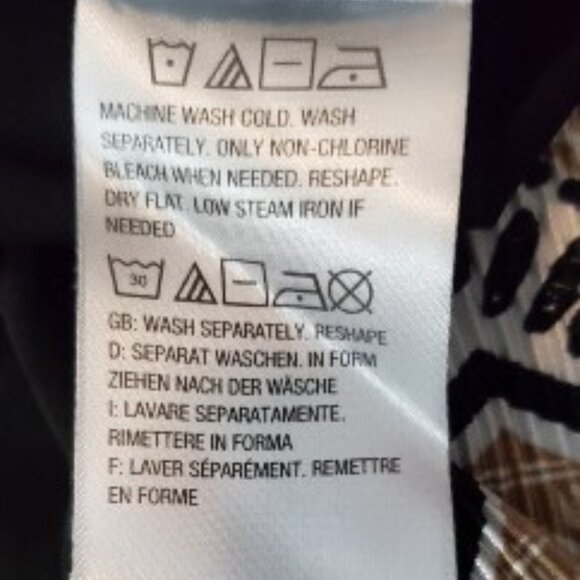 MACHINE WASH COLD. WASH
SEPARATELY. ONLY NON-CHLORINE
BLEACH WHEN NEEDED. RESHAPE.
DRY FLAT. LOW STEAM IRON IF
NEEDED
30
GB: WASH SEPARATELY. RESHAPE
D: SEPARAT WASCHEN. IN FORM
ZIEHEN NACH DER WÄSCHE
I: LAVARE SEPARATAMENTE.
RIMETTERE IN FORMA
F: LAVER SÉPARÉMENT. REMETTRE
EN FORME